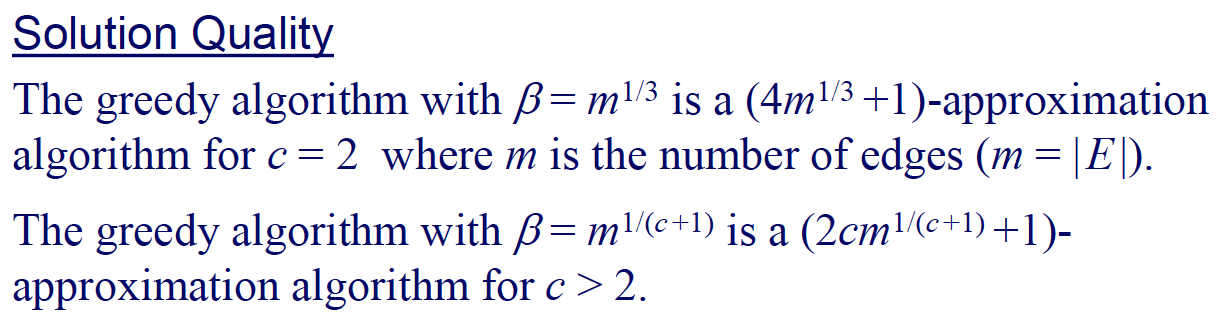 Solution Quality
The greedy algorithm with β = m^{1/3} is a (4m^{1/3} +1)-approximation
algorithm for c = 2 where m is the number of edges (m = |E|).
The greedy algorithm with β = m^{1/(c+1)} is a (2cm^{1/(c+1)} +1)-
approximation algorithm for c > 2.